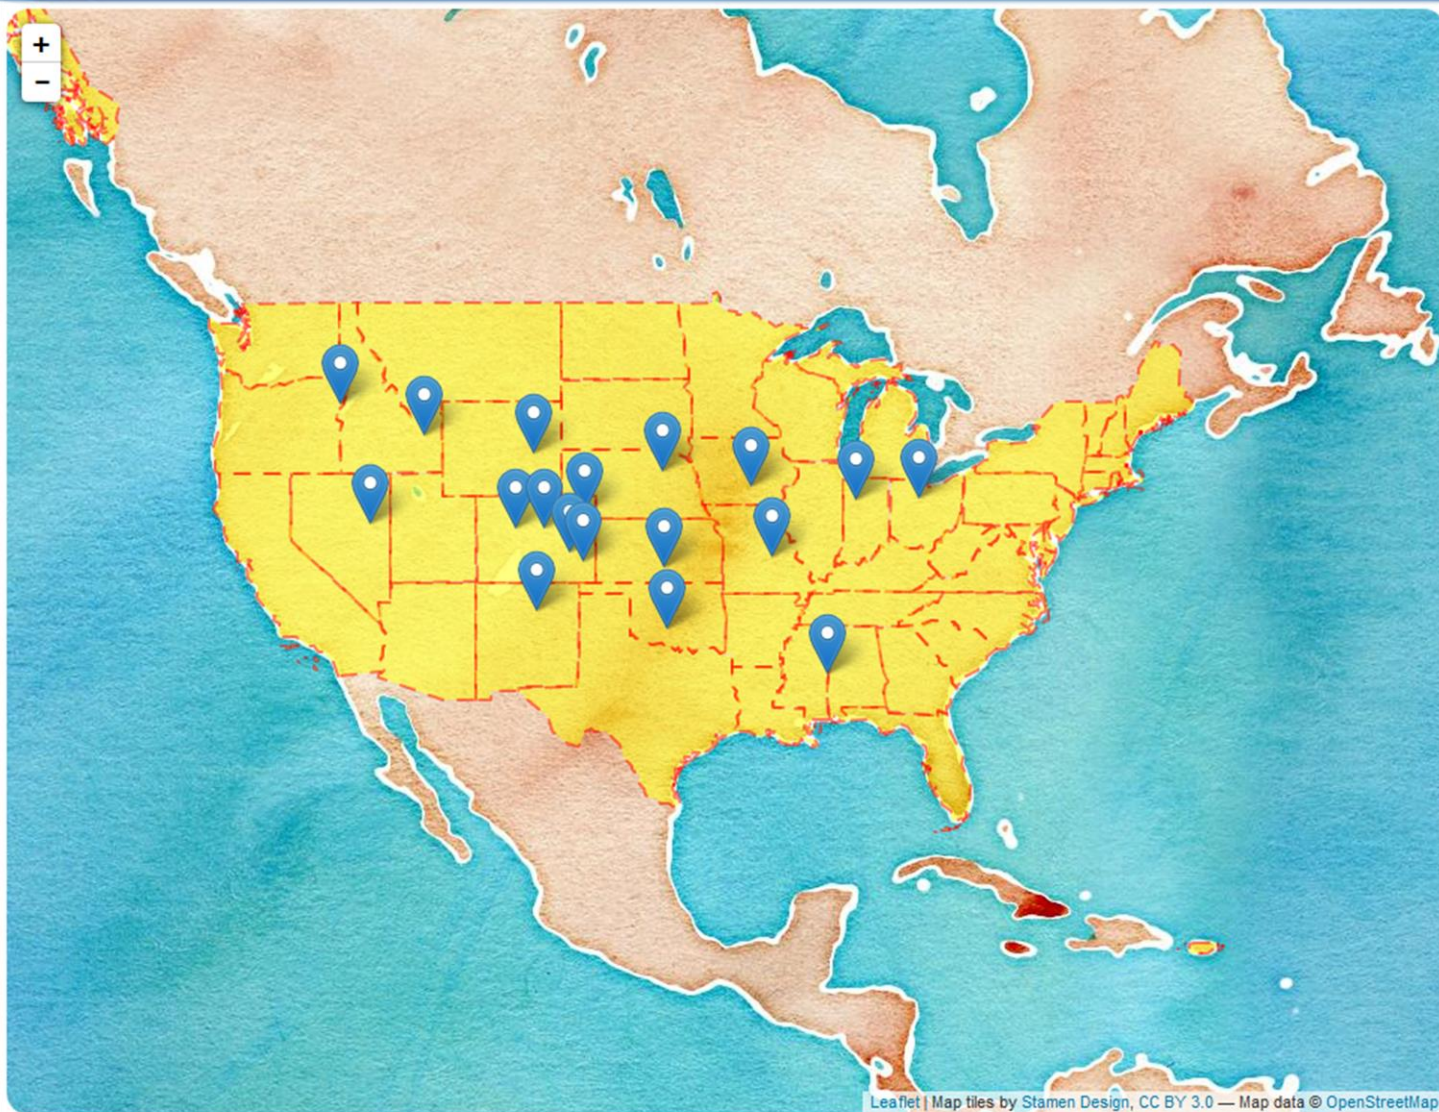 +
−
Leaflet | Map tiles by Stamen Design, CC BY 3.0 — Map data © OpenStreetMap